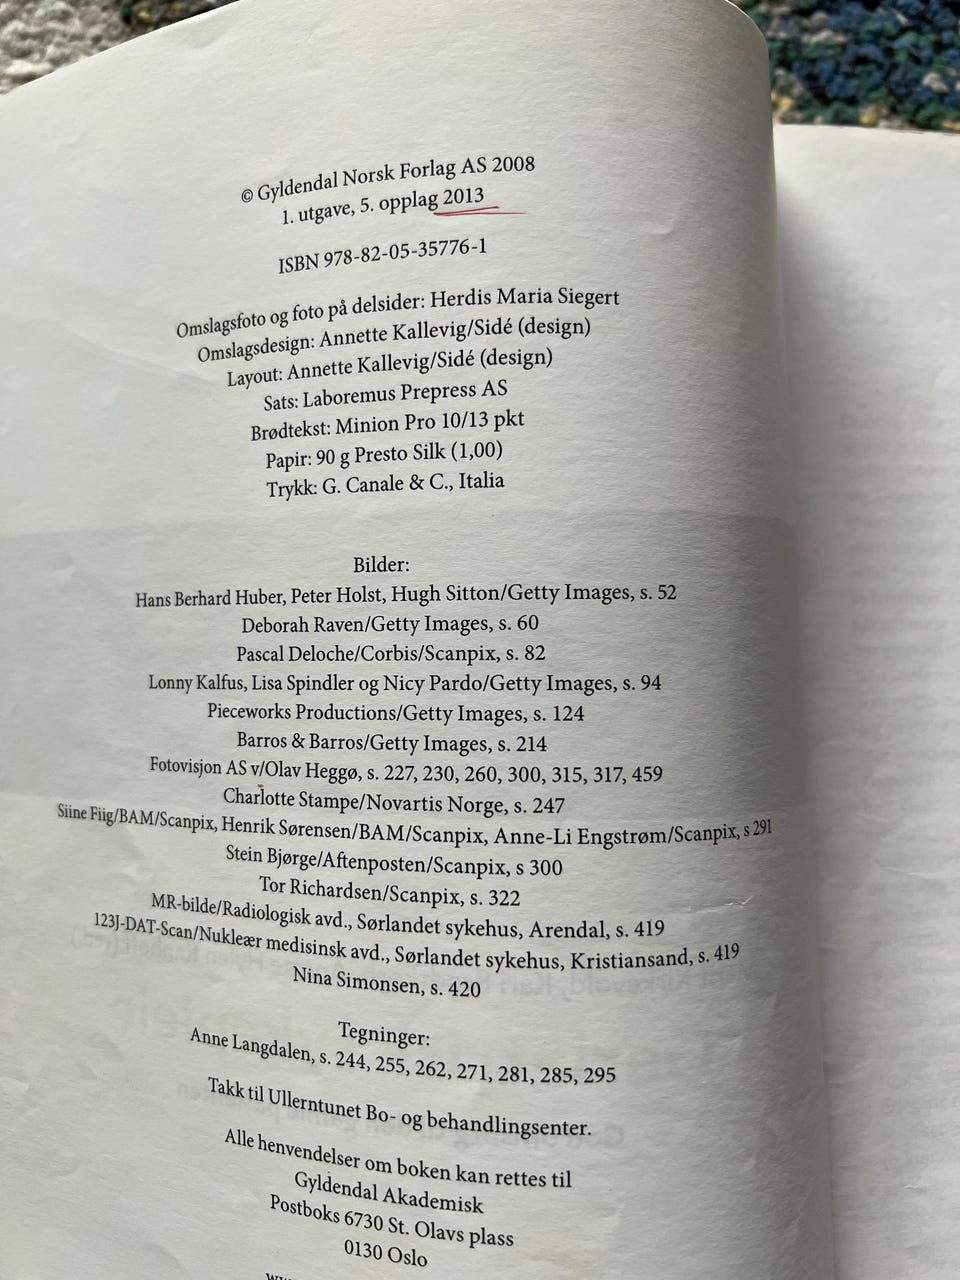 © Gyldendal Norsk Forlag AS 2008
1. utgave, 5. opplag 2013
ISBN 978-82-05-35776-1
Omslagsfoto og foto på delsider: Herdis Maria Siegert
Omslagsdesign: Annette Kallevig/Sidé (design)
Layout: Annette Kallevig/Sidé (design)
Sats: Laboremus Prepress AS
Brødtekst: Minion Pro 10/13 pkt
Papir: 90 g Presto Silk (1,00)
Trykk: G. Canale & C., Italia
Bilder:
Hans Berhard Huber, Peter Holst, Hugh Sitton/Getty Images, s. 52
Deborah Raven/Getty Images, s. 60
Pascal Deloche/Corbis/Scanpix, s. 82
Lonny Kalfus, Lisa Spindler og Nicy Pardo/Getty Images, s. 94
Pieceworks Productions/Getty Images, s. 124
Barros & Barros/Getty Images, s. 214
Fotovisjon AS v/Olav Heggø, s. 227, 230, 260, 300, 315, 317, 459
Charlotte Stampe/Novartis Norge, s. 247
Siine Fiig/BAM/Scanpix, Henrik Sørensen/BAM/Scanpix, Anne-Li Engstrøm/Scanpix, s 291
Stein Bjørge/Aftenposten/Scanpix, s 300
Tor Richardsen/Scanpix, s. 322
MR-bilde/Radiologisk avd., Sørlandet sykehus, Arendal, s. 419
123J-DAT-Scan/Nukleær medisinsk avd., Sørlandet sykehus, Kristiansand, s. 419
Nina Simonsen, s. 420
Tegninger:
Anne Langdalen, s. 244, 255, 262, 271, 281, 285, 295
Takk til Ullerntunet Bo- og behandlingsenter.
Alle henvendelser om boken kan rettes til
Gyldendal Akademisk
Postboks 6730 St. Olavs plass
0130 Oslo